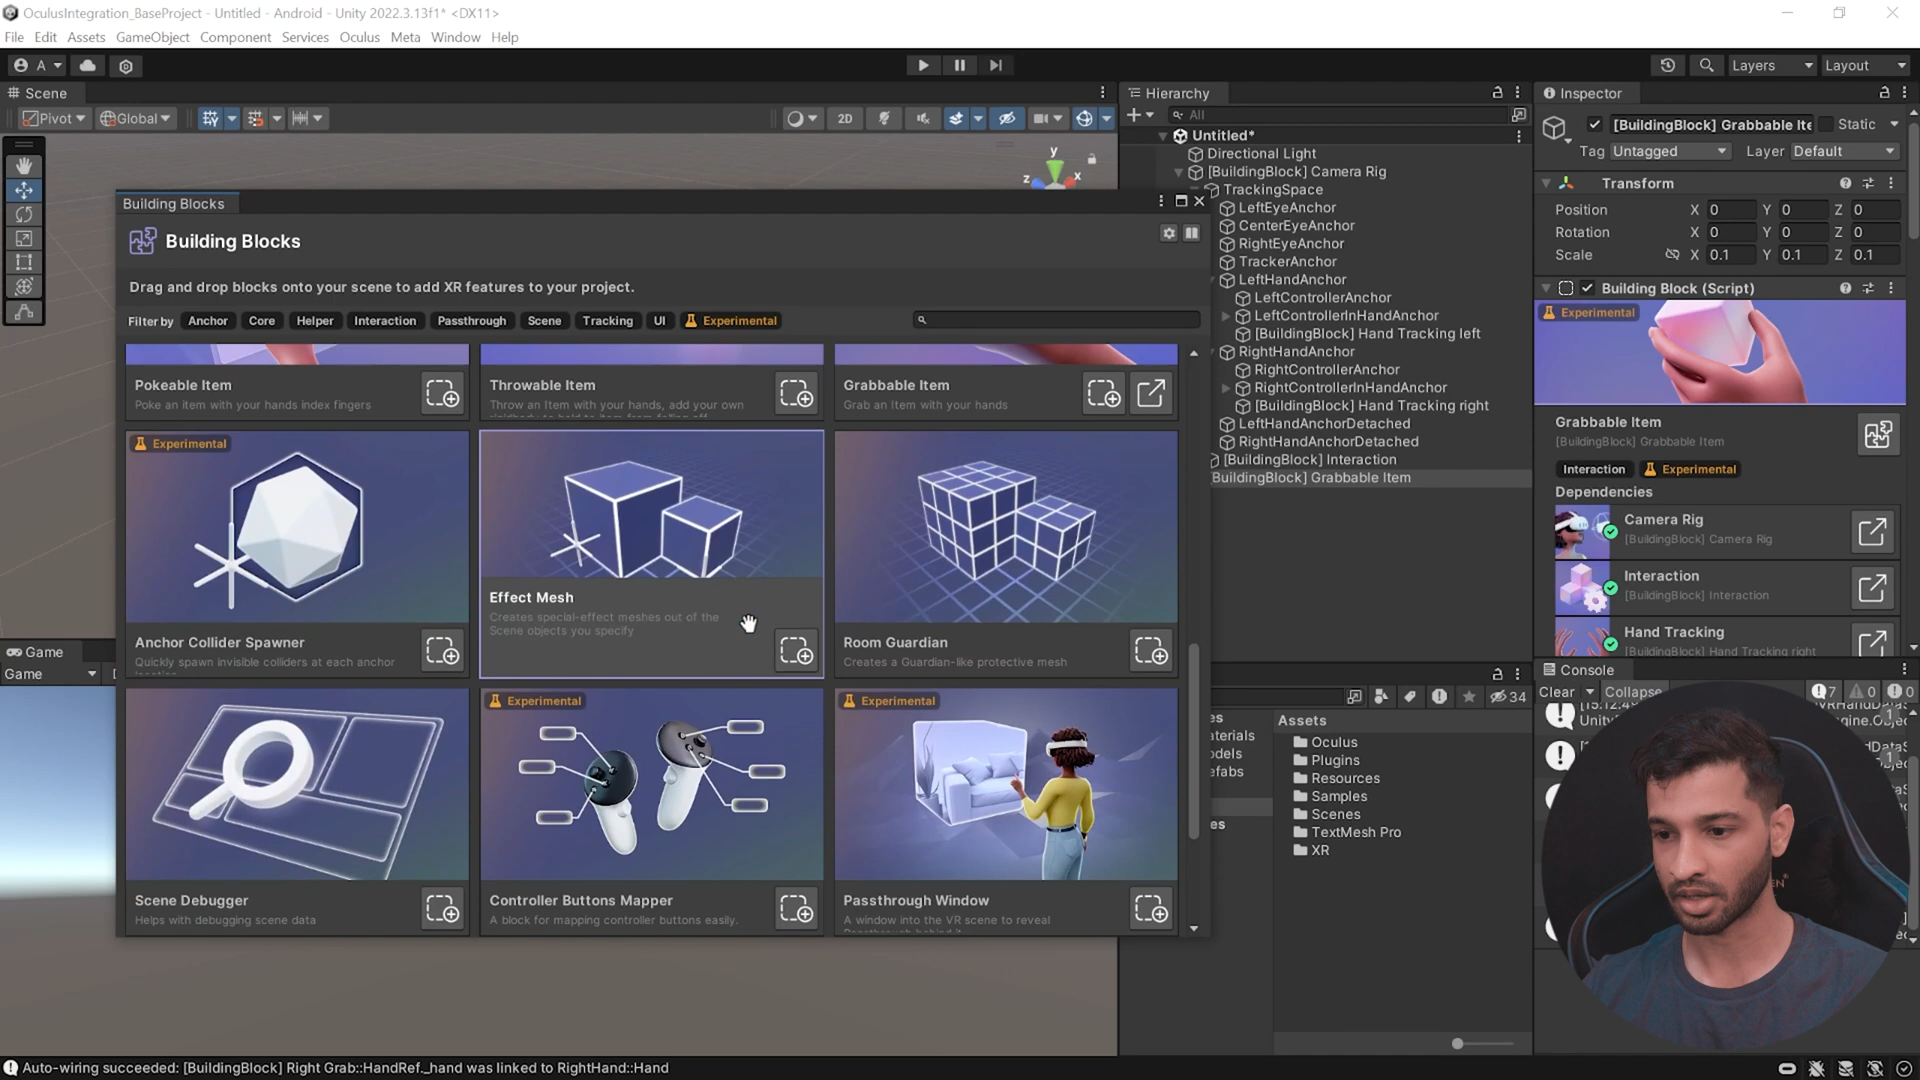 OculusIntegration_BaseProject - Untitled - Android - Unity 2022.3.13f1* <DX11>
File Edit Assets GameObject Component Services Oculus Meta Window Help
A
Layers
Layout
Scene
Pivot
Global
2D
y
z
x
Building Blocks
Building Blocks
Drag and drop blocks onto your scene to add XR features to your project.
Filter by Anchor Core Helper Interaction Passthrough Scene Tracking UI Experimental
Pokeable Item
Poke an item with your hands index fingers
Throwable Item
Throw an Item with your hands, add your own
Grabbable Item
Grab an Item with your hands
Experimental
Anchor Collider Spawner
Quickly spawn invisible colliders at each anchor
Effect Mesh
Creates special-effect meshes out of the
Scene objects you specify
Room Guardian
Creates a Guardian-like protective mesh
Scene Debugger
Helps with debugging scene data
Experimental
Controller Buttons Mapper
A block for mapping controller buttons easily.
Experimental
Passthrough Window
A window into the VR scene to reveal
Game
Game
Hierarchy
All
Untitled*
Directional Light
[BuildingBlock] Camera Rig
TrackingSpace
LeftEyeAnchor
CenterEyeAnchor
RightEyeAnchor
TrackerAnchor
LeftHandAnchor
LeftControllerAnchor
LeftControllerInHandAnchor
[BuildingBlock] Hand Tracking left
RightHandAnchor
RightControllerAnchor
RightControllerInHandAnchor
[BuildingBlock] Hand Tracking right
LeftHandAnchorDetached
RightHandAnchorDetached
[BuildingBlock] Interaction
BuildingBlock] Grabbable Item
34
Assets
Oculus
Plugins
Resources
Samples
Scenes
TextMesh Pro
XR
Inspector
[BuildingBlock] Grabbable Ite
Static
Tag Untagged Layer Default
Transform
Position X 0 Y 0 Z 0
Rotation X 0 Y 0 Z 0
Scale X 0.1 Y 0.1 Z 0.1
Building Block (Script)
Experimental
Grabbable Item
[BuildingBlock] Grabbable Item
Interaction Experimental
Dependencies
Camera Rig
[BuildingBlock] Camera Rig
Interaction
[BuildingBlock] Interaction
Hand Tracking
[BuildingBlock] Hand Tracking right
Console
Clear Collapse 7 0 0
Auto-wiring succeeded: [BuildingBlock] Right Grab::HandRef._hand was linked to RightHand::Hand